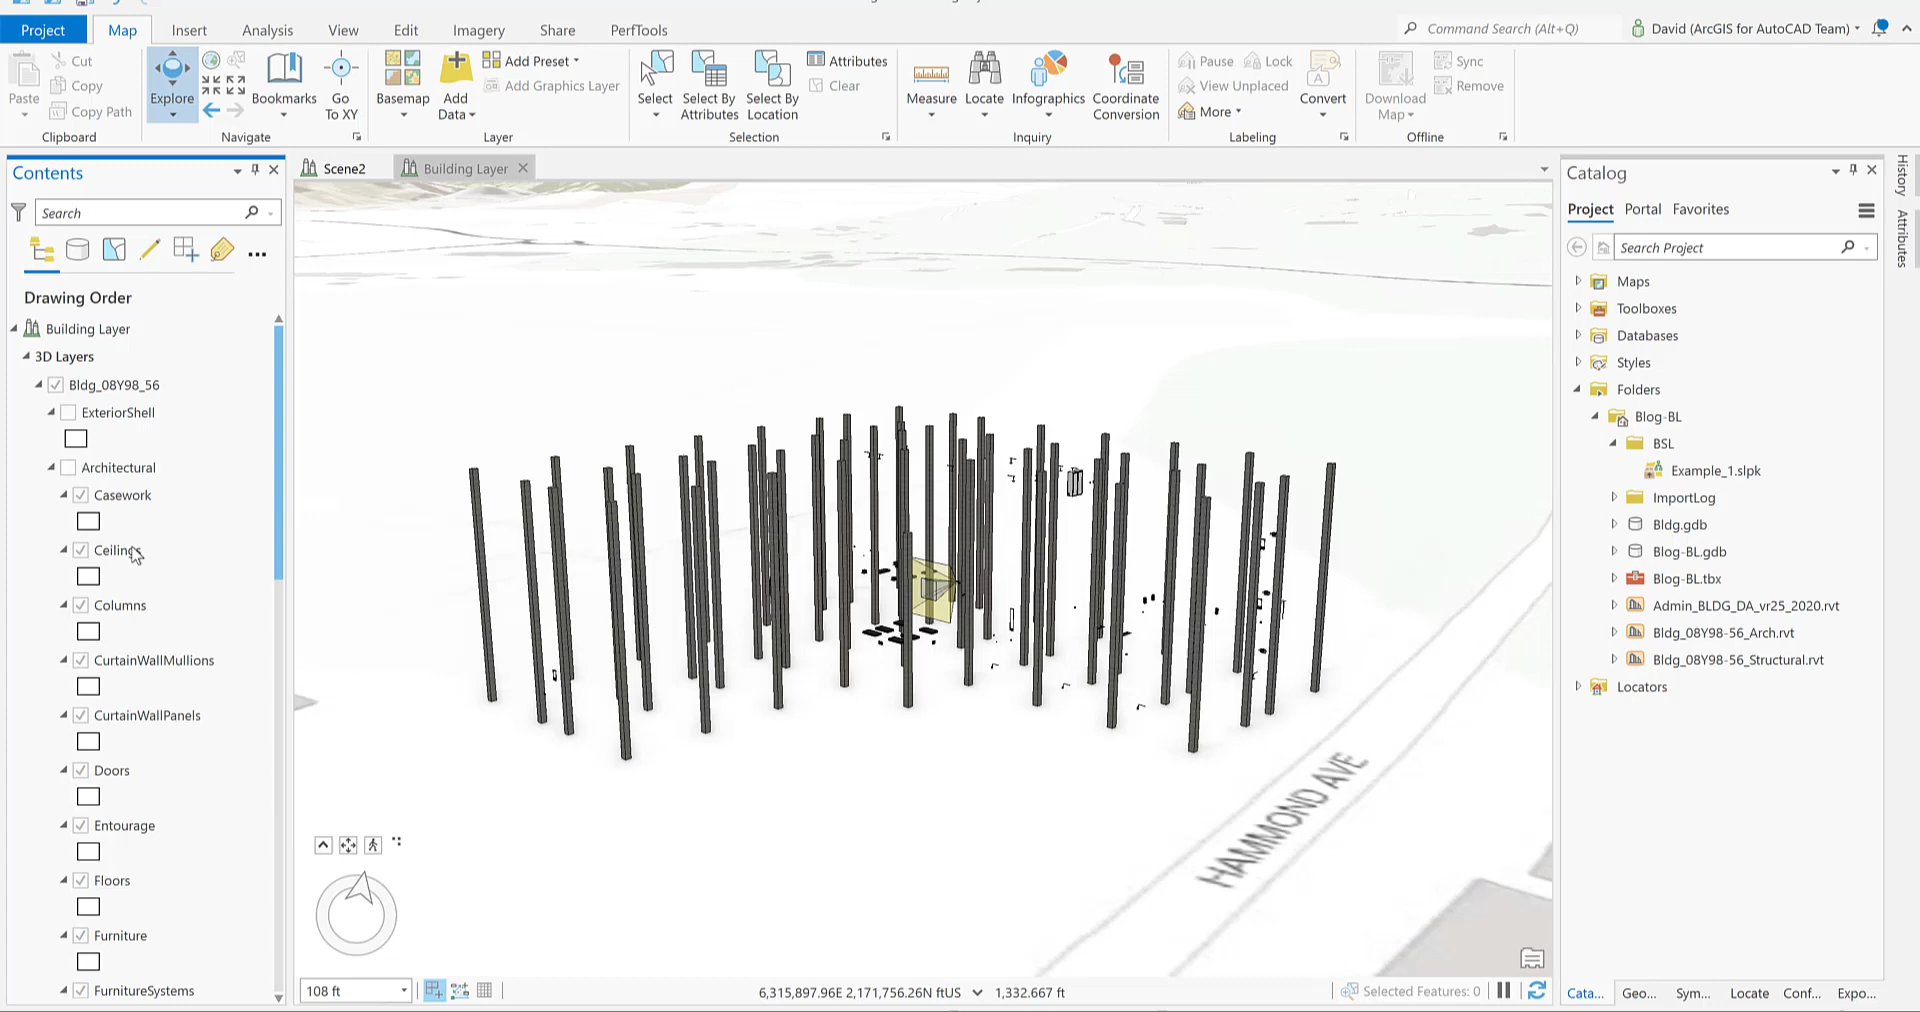 Project
Map
Insert
Analysis
View
Edit
Imagery
Share
PerfTools
Command Search (Alt+Q)
David (ArcGIS for AutoCAD Team)
Paste
Cut
Copy
Copy Path
Clipboard
Explore
Bookmarks
Go To XY
Navigate
Basemap
Add Data
Add Preset
Add Graphics Layer
Layer
Select
Select By Attributes
Select By Location
Attributes
Clear
Selection
Measure
Locate
Infographics
Coordinate Conversion
Inquiry
Pause
Lock
View Unplaced
More
Convert
Labeling
Download Map
Sync
Remove
Offline
Contents
Search
Drawing Order
Building Layer
3D Layers
Bldg_08Y98_56
ExteriorShell
Architectural
Casework
Ceilings
Columns
CurtainWallMullions
CurtainWallPanels
Doors
Entourage
Floors
Furniture
FurnitureSystems
Scene2
Building Layer
HAMMOND AVE
108 ft
6,315,897.96E 2,171,756.26N ftUS
1,332.667 ft
Selected Features: 0
Catalog
Project
Portal
Favorites
Search Project
Maps
Toolboxes
Databases
Styles
Folders
Blog-BL
BSL
Example_1.slpk
ImportLog
Bldg.gdb
Blog-BL.gdb
Blog-BL.tbx
Admin_BLDG_DA_vr25_2020.rvt
Bldg_08Y98-56_Arch.rvt
Bldg_08Y98-56_Structural.rvt
Locators
Cata...
Geo...
Sym...
Locate
Conf...
Expo...
History
Attributes